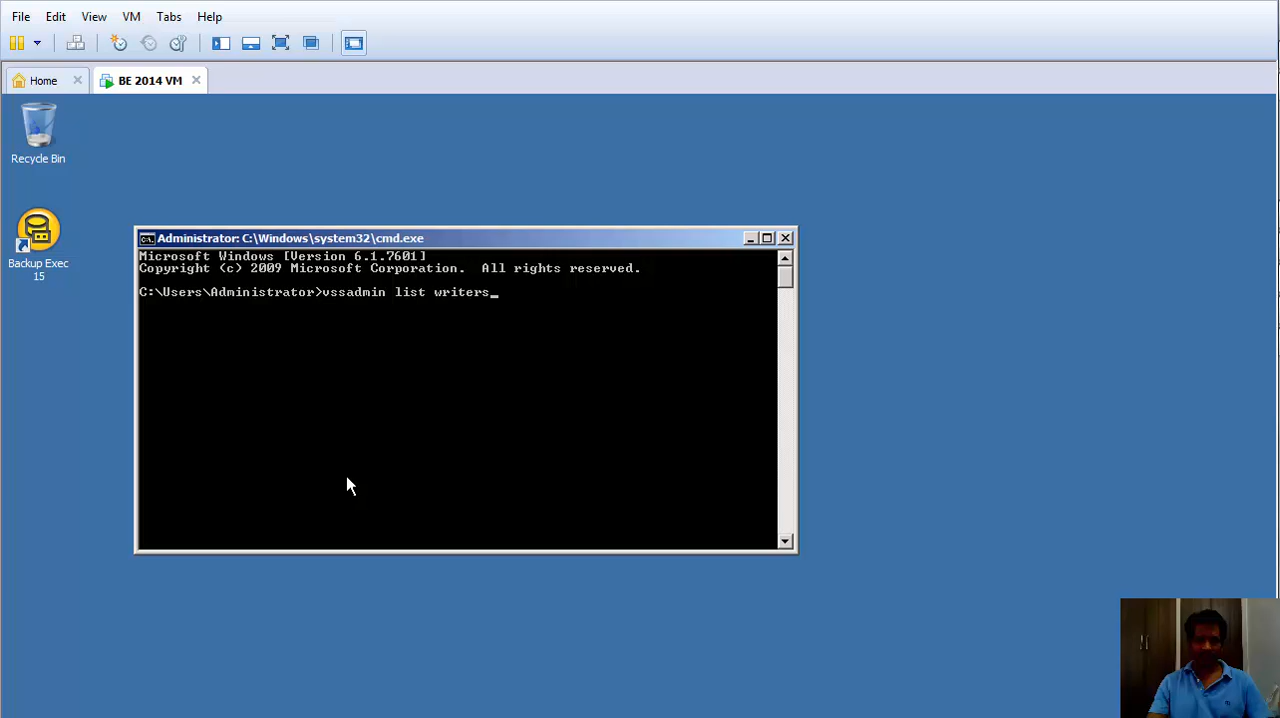 File Edit View VM Tabs Help
Home
BE 2014 VM
Recycle Bin
Backup Exec
15
Administrator: C:\Windows\system32\cmd.exe
Microsoft Windows [Version 6.1.7601]
Copyright (c) 2009 Microsoft Corporation. All rights reserved.
C:\Users\Administrator>vssadmin list writers_